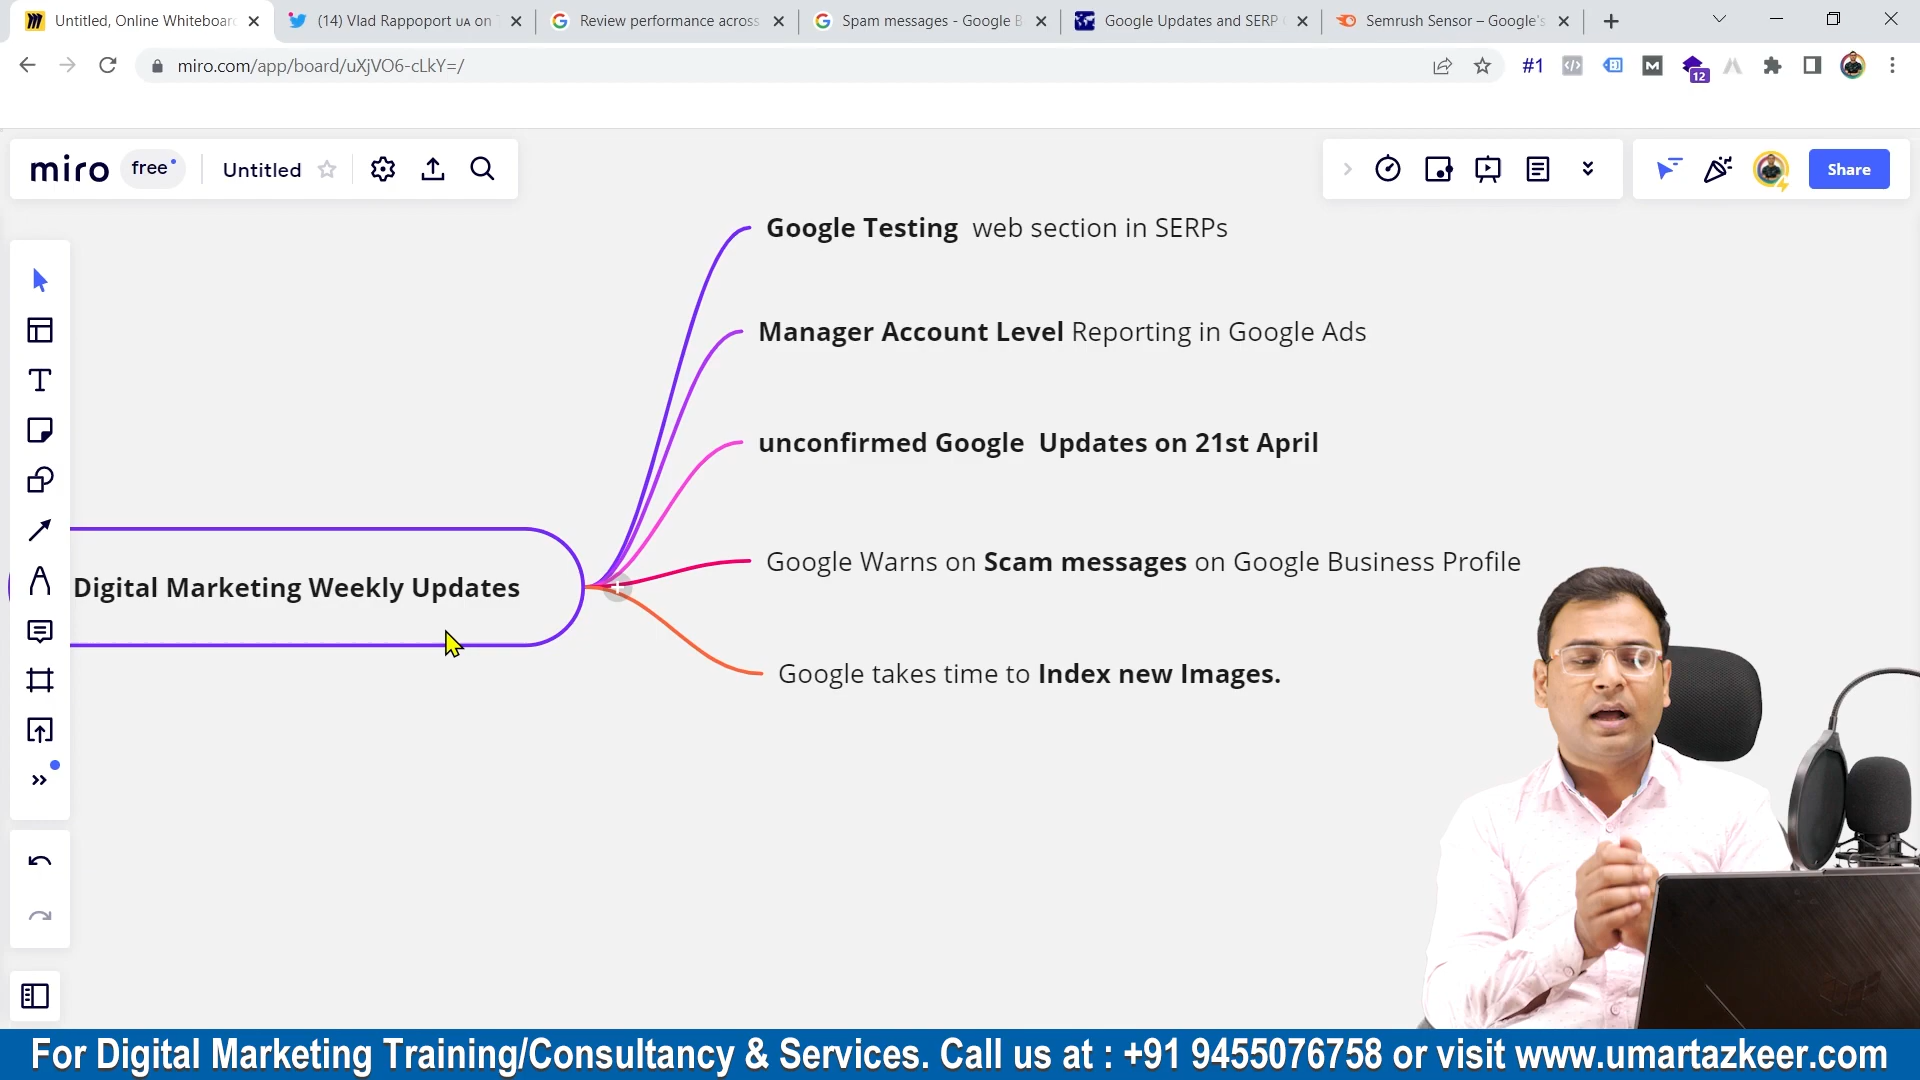 Untitled, Online Whiteboard
(14) Vlad Rappoport ᴜᴀ on
Review performance across
Spam messages - Google B
Google Updates and SERP
Semrush Sensor – Google's
miro.com/app/board/uXjVO6-cLkY=/
#1
12
miro
free
Untitled
Share
Google Testing web section in SERPs
Manager Account Level Reporting in Google Ads
unconfirmed Google Updates on 21st April
Google Warns on Scam messages on Google Business Profile
Digital Marketing Weekly Updates
Google takes time to Index new Images.
For Digital Marketing Training/Consultancy & Services. Call us at : +91 9455076758 or visit www.umartazkeer.com